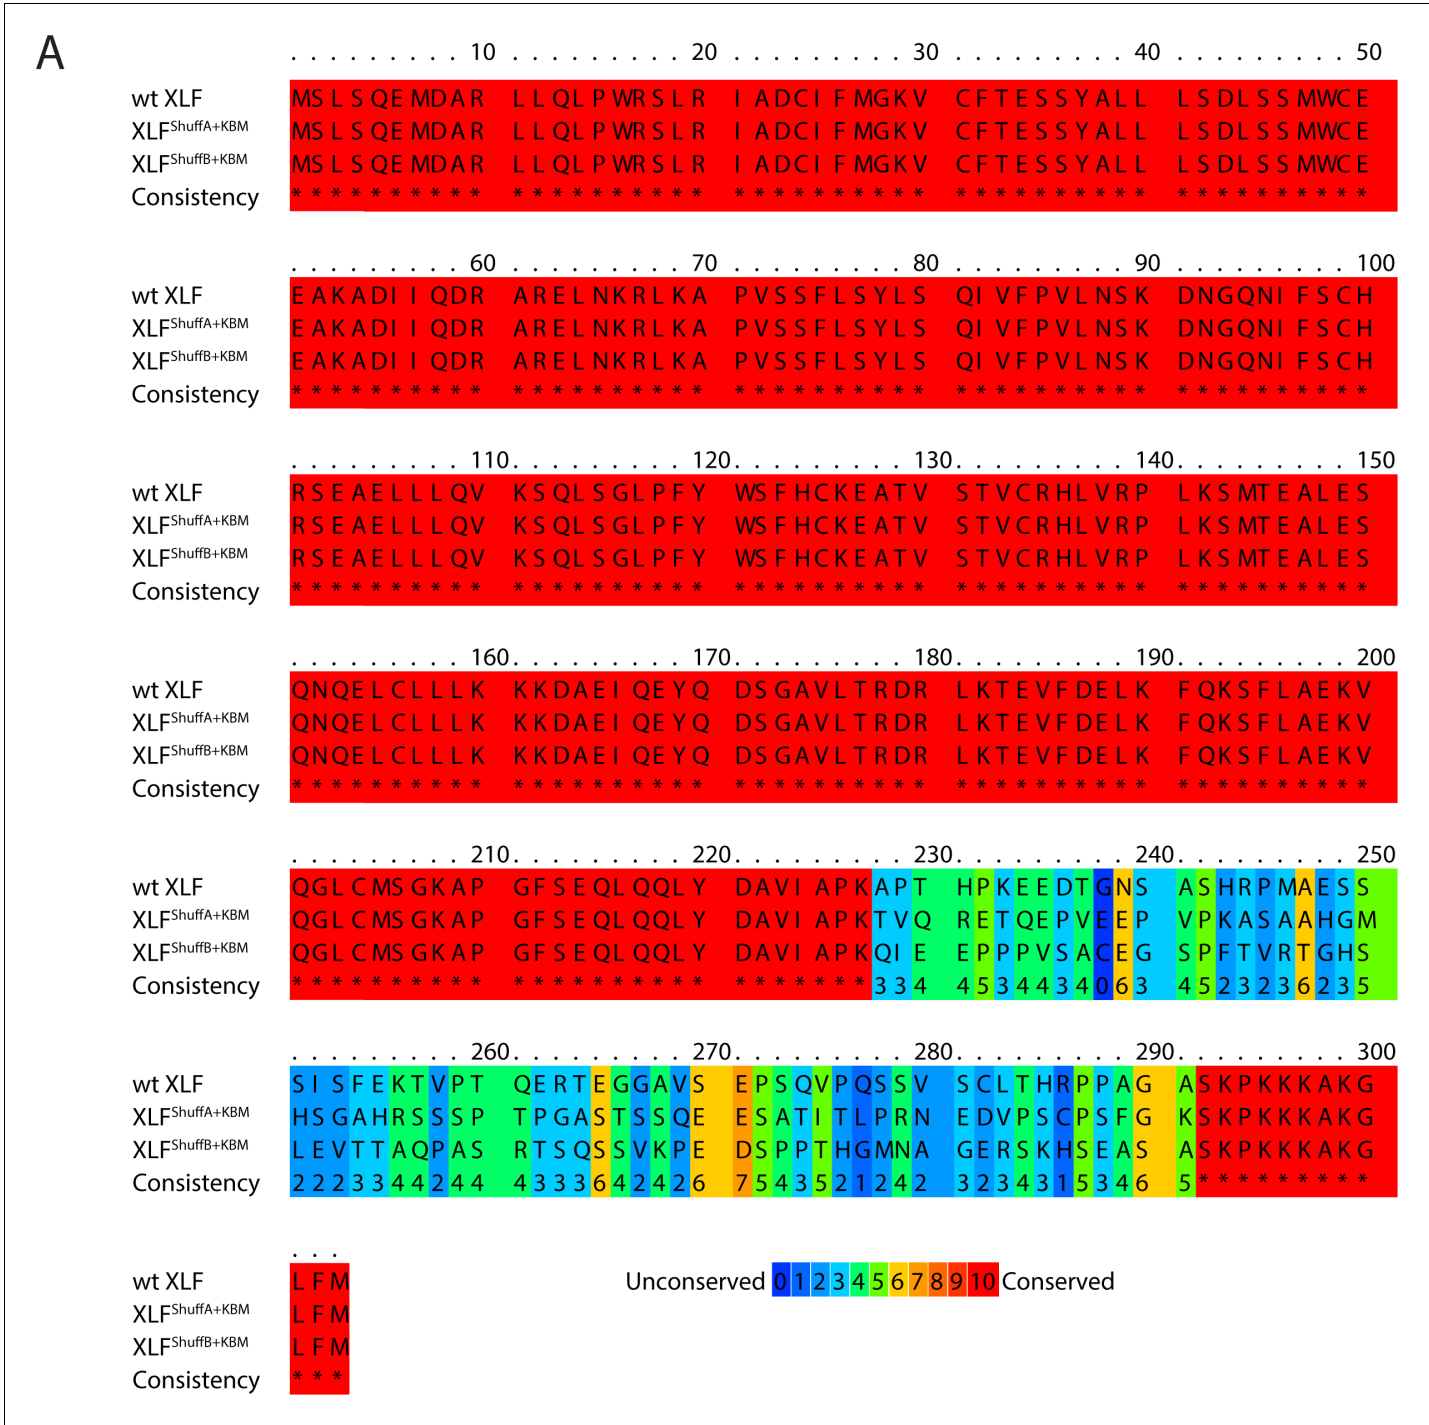 A
. . . . . . . . . 10 . . . . . . . . . 20 . . . . . . . . . 30 . . . . . . . . . 40 . . . . . . . . . 50
wt XLF MSLSQEMDAR LLQLPWRSLR IADCIFMGKV CFTESSYALL LSDLSSMWCE
XLFShuffA+KBM MSLSQEMDAR LLQLPWRSLR IADCIFMGKV CFTESSYALL LSDLSSMWCE
XLFShuffB+KBM MSLSQEMDAR LLQLPWRSLR IADCIFMGKV CFTESSYALL LSDLSSMWCE
Consistency ********** ********** ********** ********** **********
. . . . . . . . . 60 . . . . . . . . . 70 . . . . . . . . . 80 . . . . . . . . . 90 . . . . . . . . . 100
wt XLF EAKADIIQDR ARELNKRLKA PVSSFLSYLS QIVFPVLNSK DNGQNIFSCH
XLFShuffA+KBM EAKADIIQDR ARELNKRLKA PVSSFLSYLS QIVFPVLNSK DNGQNIFSCH
XLFShuffB+KBM EAKADIIQDR ARELNKRLKA PVSSFLSYLS QIVFPVLNSK DNGQNIFSCH
Consistency ********** ********** ********** ********** **********
. . . . . . . . . 110 . . . . . . . . . 120 . . . . . . . . . 130 . . . . . . . . . 140 . . . . . . . . . 150
wt XLF RSEAELLLQV KSQLSGLPFY WSFHCKEATV STVCRHLVRP LKSMTEALES
XLFShuffA+KBM RSEAELLLQV KSQLSGLPFY WSFHCKEATV STVCRHLVRP LKSMTEALES
XLFShuffB+KBM RSEAELLLQV KSQLSGLPFY WSFHCKEATV STVCRHLVRP LKSMTEALES
Consistency ********** ********** ********** ********** **********
. . . . . . . . . 160 . . . . . . . . . 170 . . . . . . . . . 180 . . . . . . . . . 190 . . . . . . . . . 200
wt XLF QNQELCLLLK KKDAEIQEYQ DSGAVLTRDR LKTEVFDELK FQKSFLAEKV
XLFShuffA+KBM QNQELCLLLK KKDAEIQEYQ DSGAVLTRDR LKTEVFDELK FQKSFLAEKV
XLFShuffB+KBM QNQELCLLLK KKDAEIQEYQ DSGAVLTRDR LKTEVFDELK FQKSFLAEKV
Consistency ********** ********** ********** ********** **********
. . . . . . . . . 210 . . . . . . . . . 220 . . . . . . . . . 230 . . . . . . . . . 240 . . . . . . . . . 250
wt XLF QGLCMSGKAP GFSEQLQQLY DAVIAPKAPT HPKEEDTGNS ASHRPMAESS
XLFShuffA+KBM QGLCMSGKAP GFSEQLQQLY DAVIAPKTVQ RETQEPVEEP VPKASAAHGM
XLFShuffB+KBM QGLCMSGKAP GFSEQLQQLY DAVIAPKQIE EPPPVSACEG SPFTVRTGHS
Consistency ********** ********** *******334 4534434063 4523236235
. . . . . . . . . 260 . . . . . . . . . 270 . . . . . . . . . 280 . . . . . . . . . 290 . . . . . . . . . 300
wt XLF SISFEKTVPT QERTEGGAVS EPSQVPQSSV SCLTHRPPAG ASKPKKKAKG
XLFShuffA+KBM HSGAHRSSSP TPGASTSSQE ESATITLPRN EDVPSCPSFG KSKPKKKAKG
XLFShuffB+KBM LEVTTAQPAS RTSQSSVKPE DSPPTHGMNA GERSKHSEAS ASKPKKKAKG
Consistency 2223344244 4333642426 7543521242 3234315346 5*********
. . .
wt XLF LFM
XLFShuffA+KBM LFM
XLFShuffB+KBM LFM
Consistency ***
Unconserved 0 1 2 3 4 5 6 7 8 9 10 Conserved